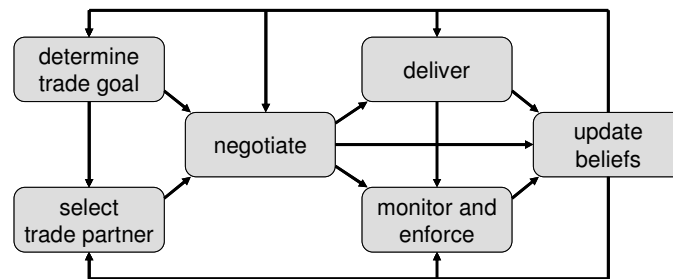 determine
trade goal
deliver
negotiate
update
beliefs
select
trade partner
monitor and
enforce